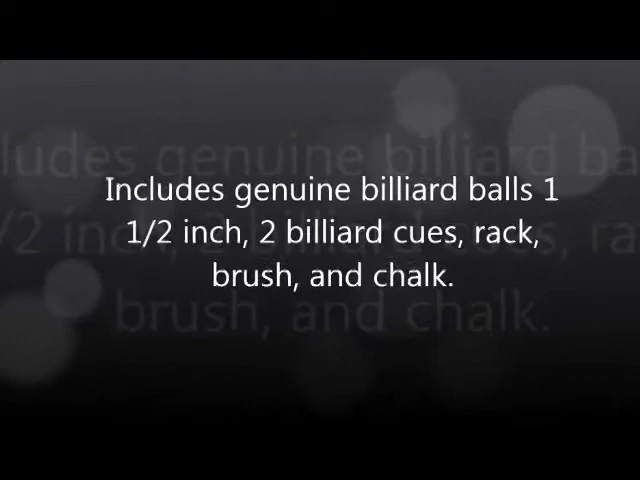 Includes genuine billiard balls 1
1/2 inch, 2 billiard cues, rack,
brush, and chalk.